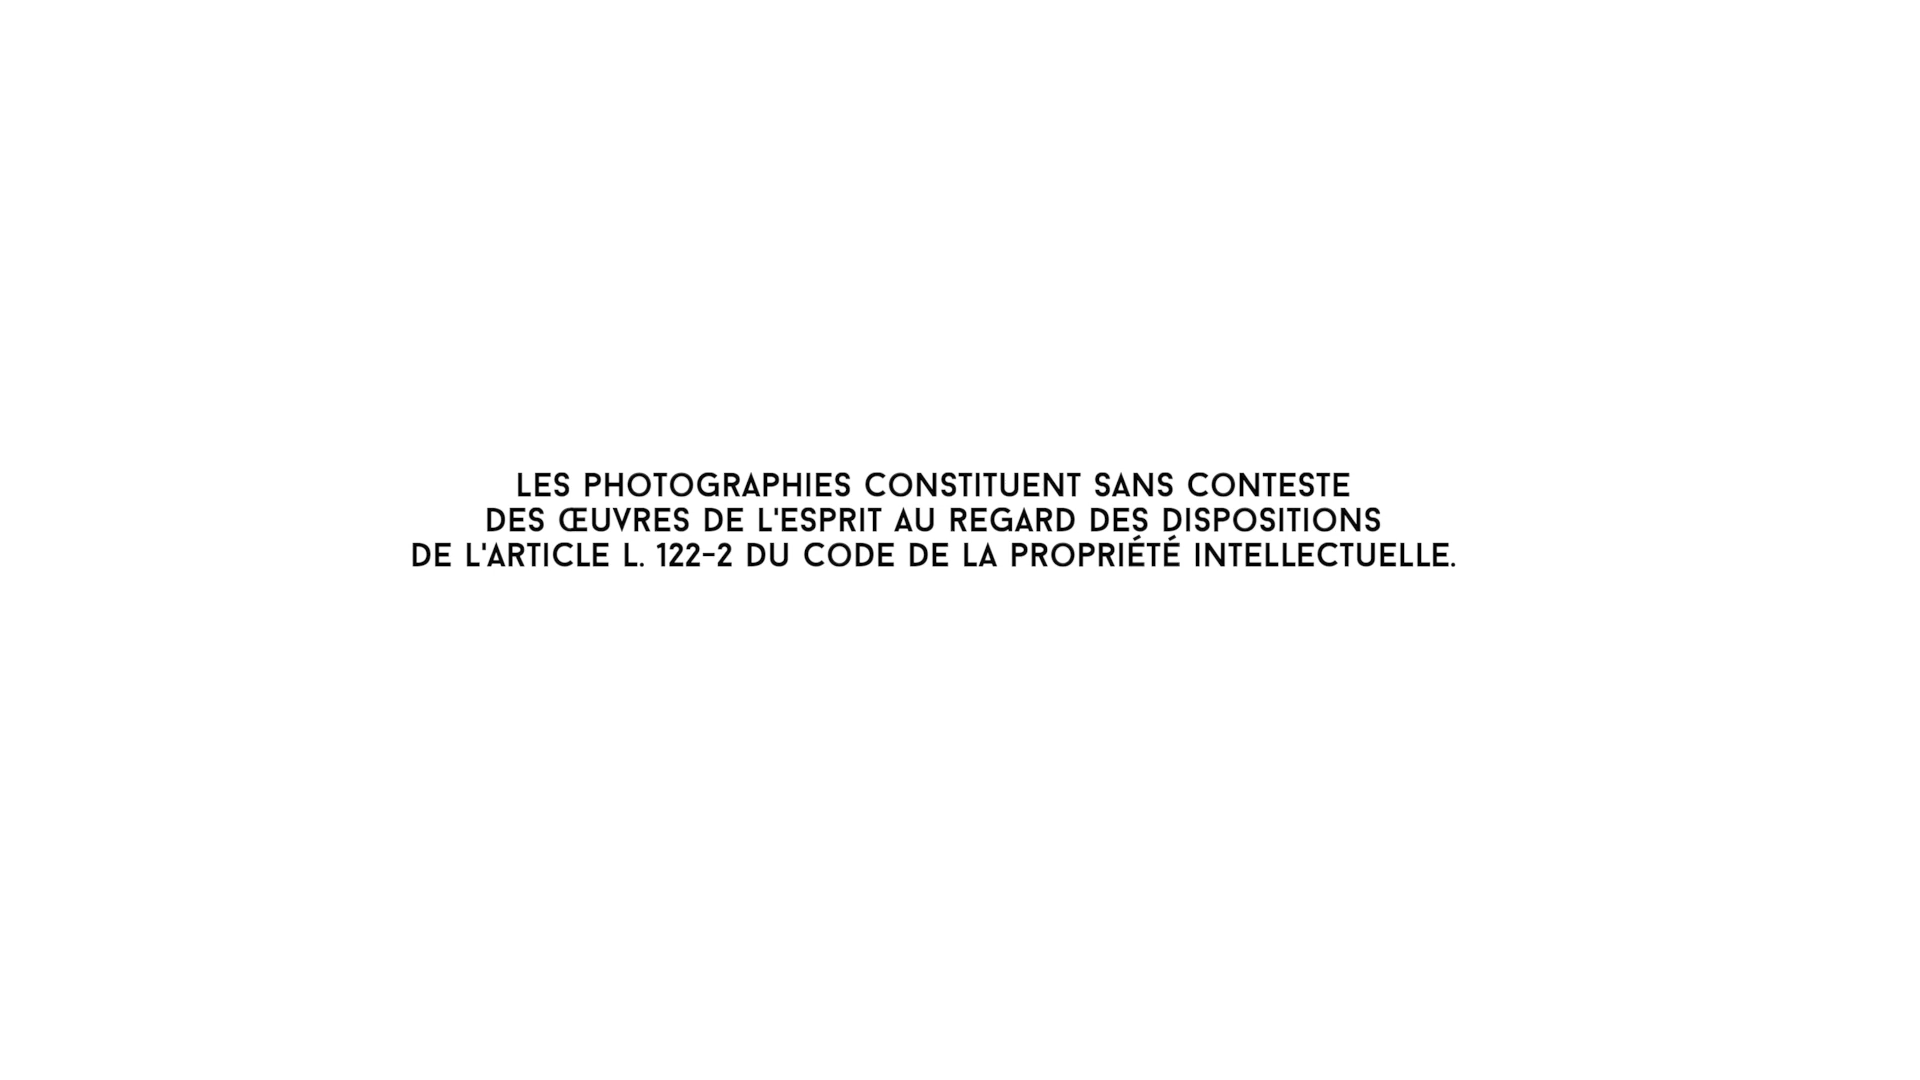 LES PHOTOGRAPHIES CONSTITUENT SANS CONTESTE
DES ŒUVRES DE L'ESPRIT AU REGARD DES DISPOSITIONS
DE L'ARTICLE L. 122-2 DU CODE DE LA PROPRIÉTÉ INTELLECTUELLE.